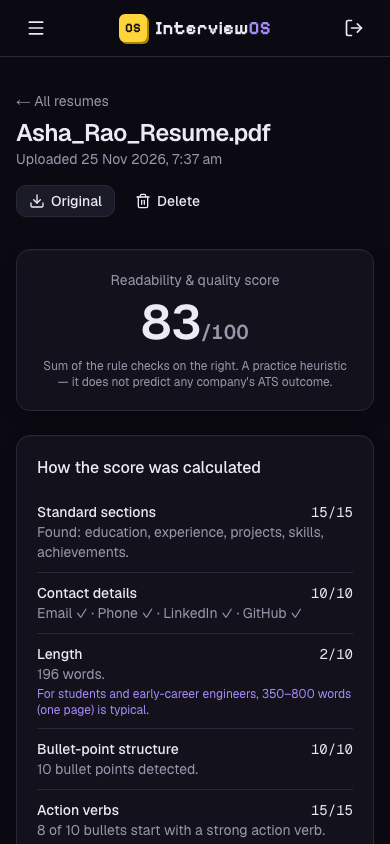 OS InterviewOS
← All resumes
Asha_Rao_Resume.pdf
Uploaded 25 Nov 2026, 7:37 am
Original Delete
Readability & quality score
83/100
Sum of the rule checks on the right. A practice heuristic
— it does not predict any company's ATS outcome.
How the score was calculated
Standard sections 15/15
Found: education, experience, projects, skills,
achievements.
Contact details 10/10
Email ✓ · Phone ✓ · LinkedIn ✓ · GitHub ✓
Length 2/10
196 words.
For students and early-career engineers, 350–800 words
(one page) is typical.
Bullet-point structure 10/10
10 bullet points detected.
Action verbs 15/15
8 of 10 bullets start with a strong action verb.